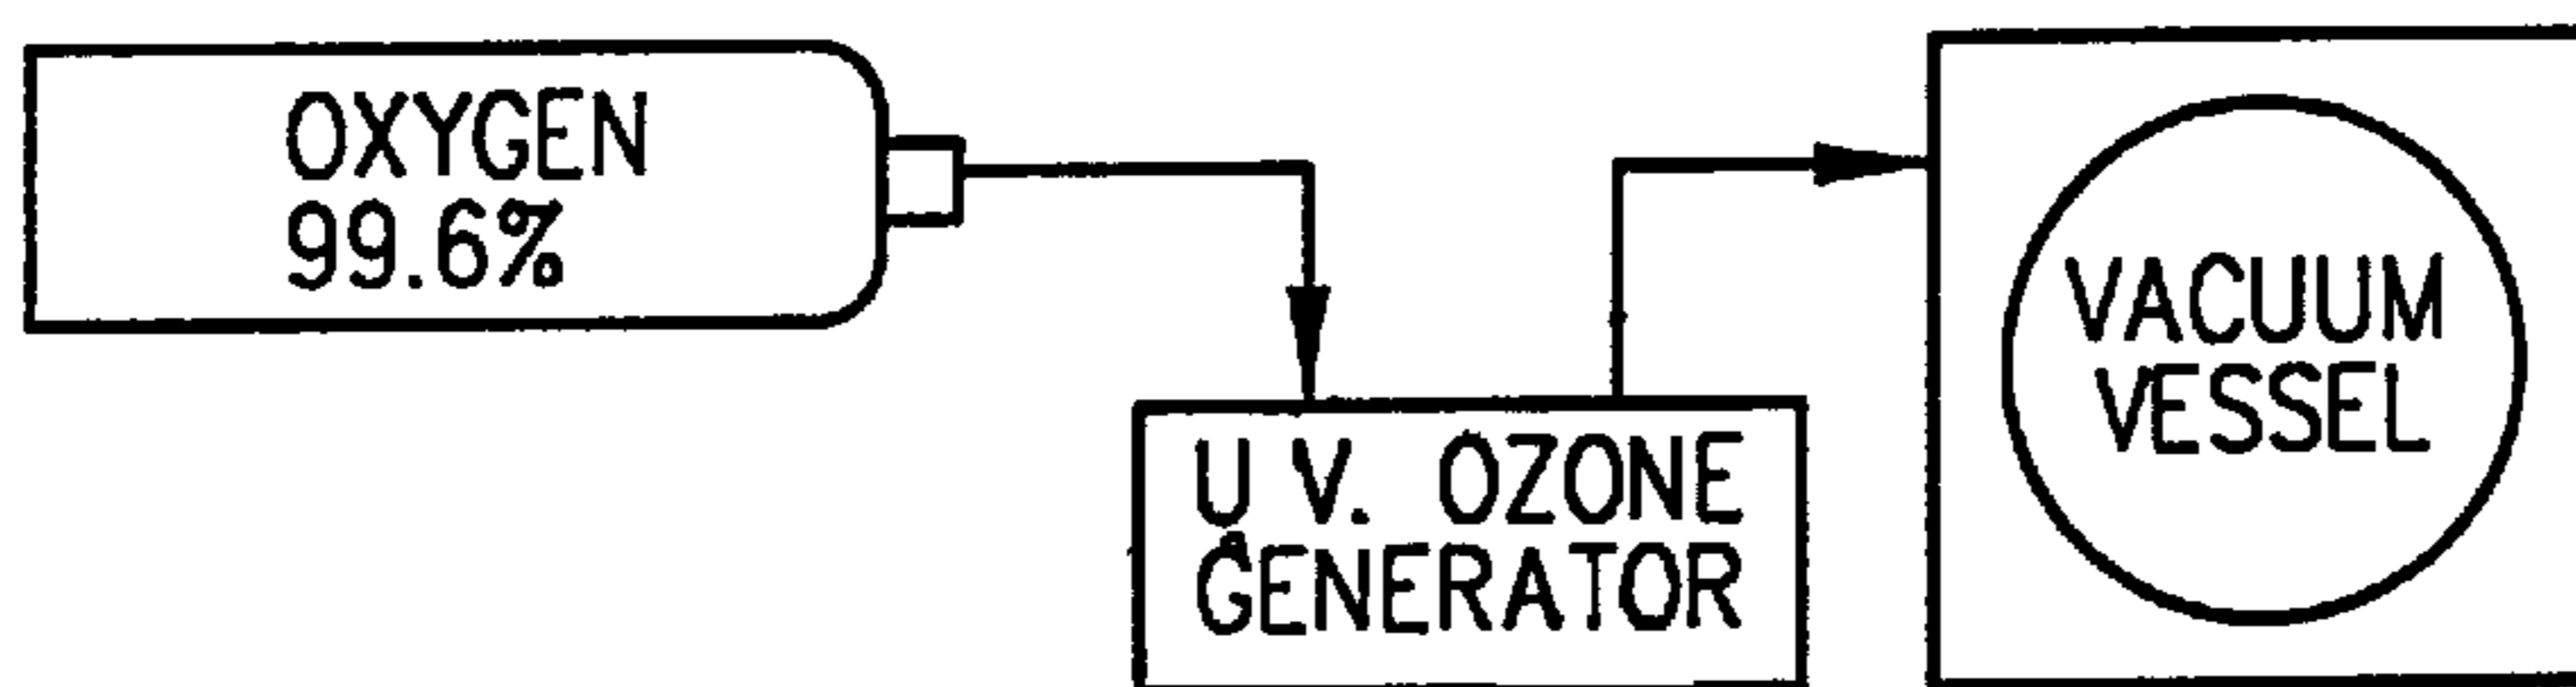 OXYGEN
99.6%
VACUUM
VESSEL
U V. OZONE
GENERATOR